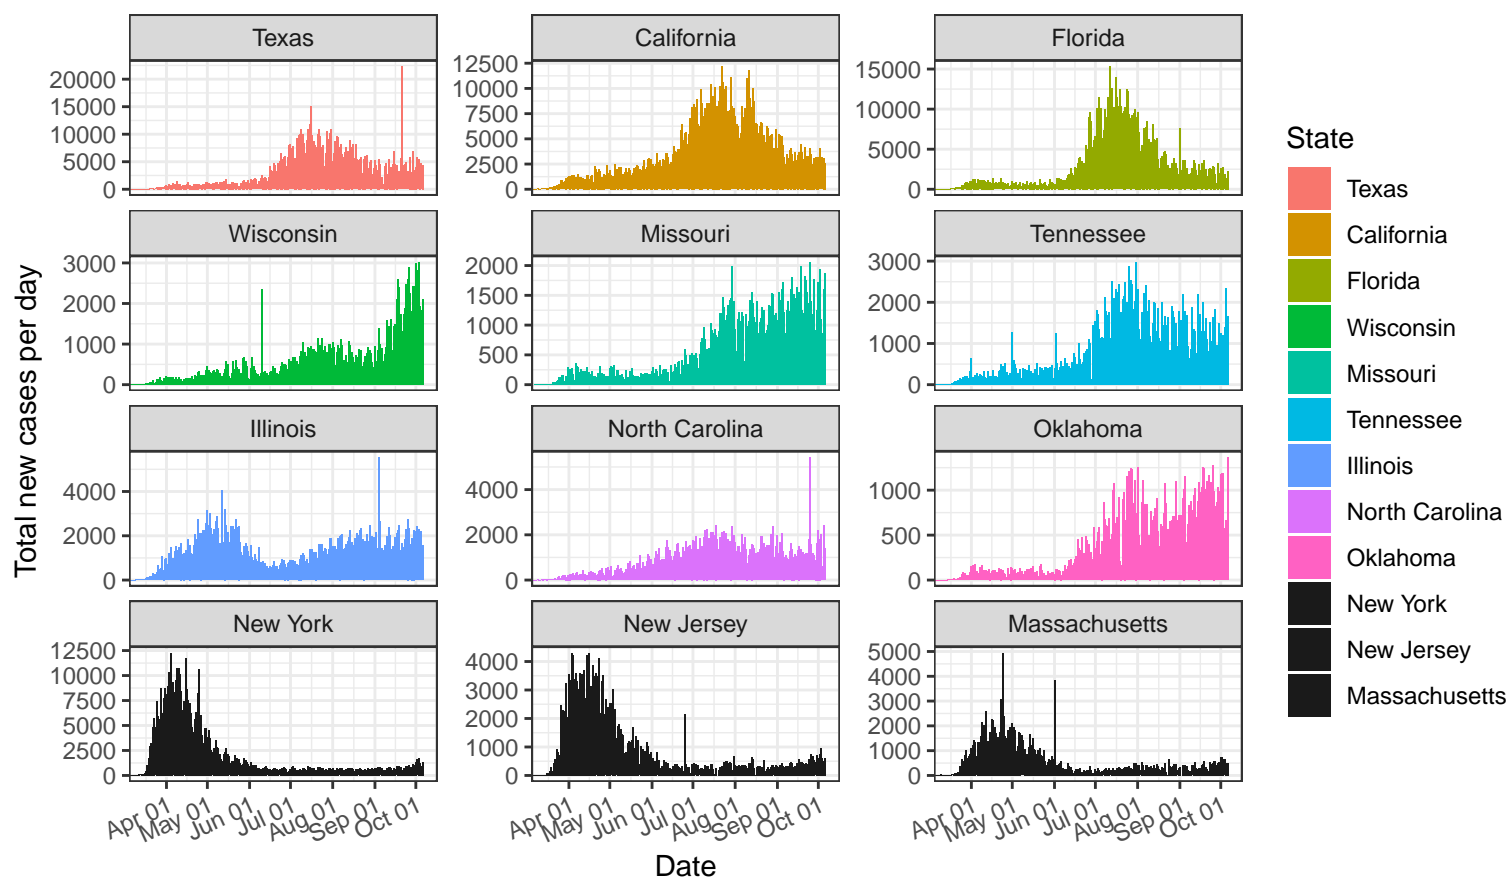 Texas
California
Florida
20000
15000
10000
5000
0
12500
10000
7500
5000
2500
0
15000
10000
5000
0
Wisconsin
Missouri
Tennessee
3000
2000
1000
0
2000
1500
1000
500
0
3000
2000
1000
0
Illinois
North Carolina
Oklahoma
4000
2000
0
4000
2000
0
1000
500
0
New York
New Jersey
Massachusetts
12500
10000
7500
5000
2500
0
4000
3000
2000
1000
0
5000
4000
3000
2000
1000
0
Apr 01
May 01
Jun 01
Jul 01
Aug 01
Sep 01
Oct 01
Apr 01
May 01
Jun 01
Jul 01
Aug 01
Sep 01
Oct 01
Apr 01
May 01
Jun 01
Jul 01
Aug 01
Sep 01
Oct 01
Date
Total new cases per day
State
Texas
California
Florida
Wisconsin
Missouri
Tennessee
Illinois
North Carolina
Oklahoma
New York
New Jersey
Massachusetts